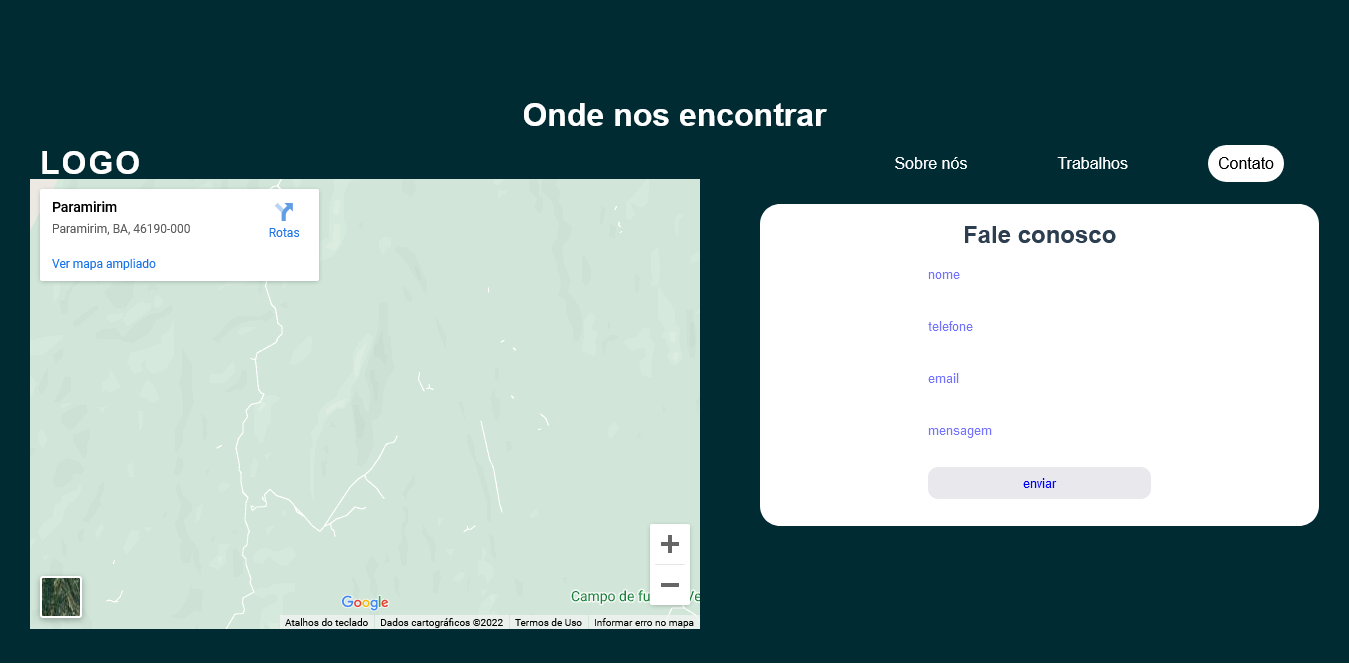 Onde nos encontrar
LOGO
Sobre nós
Trabalhos
Contato
Paramirim
Paramirim, BA, 46190-000
Rotas
Ver mapa ampliado
Fale conosco
nome
telefone
email
mensagem
enviar
Campo de fu
Google
Atalhos do teclado
Dados cartográficos ©2022
Termos de Uso
Informar erro no mapa